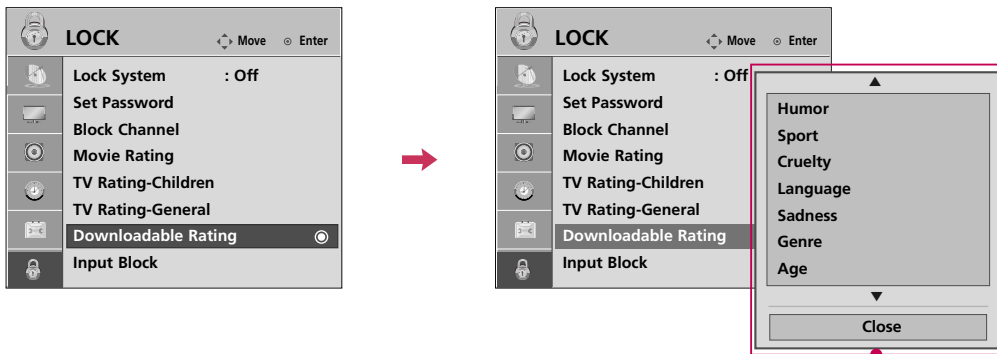 LOCK
Move
Enter
Lock System : Off
Set Password
Block Channel
Movie Rating
TV Rating-Children
TV Rating-General
Downloadable Rating
Input Block
LOCK
Move
Enter
Lock System : Off
Set Password
Block Channel
Movie Rating
TV Rating-Children
TV Rating-General
Downloadable Rating
Input Block
Humor
Sport
Cruelty
Language
Sadness
Genre
Age
Close